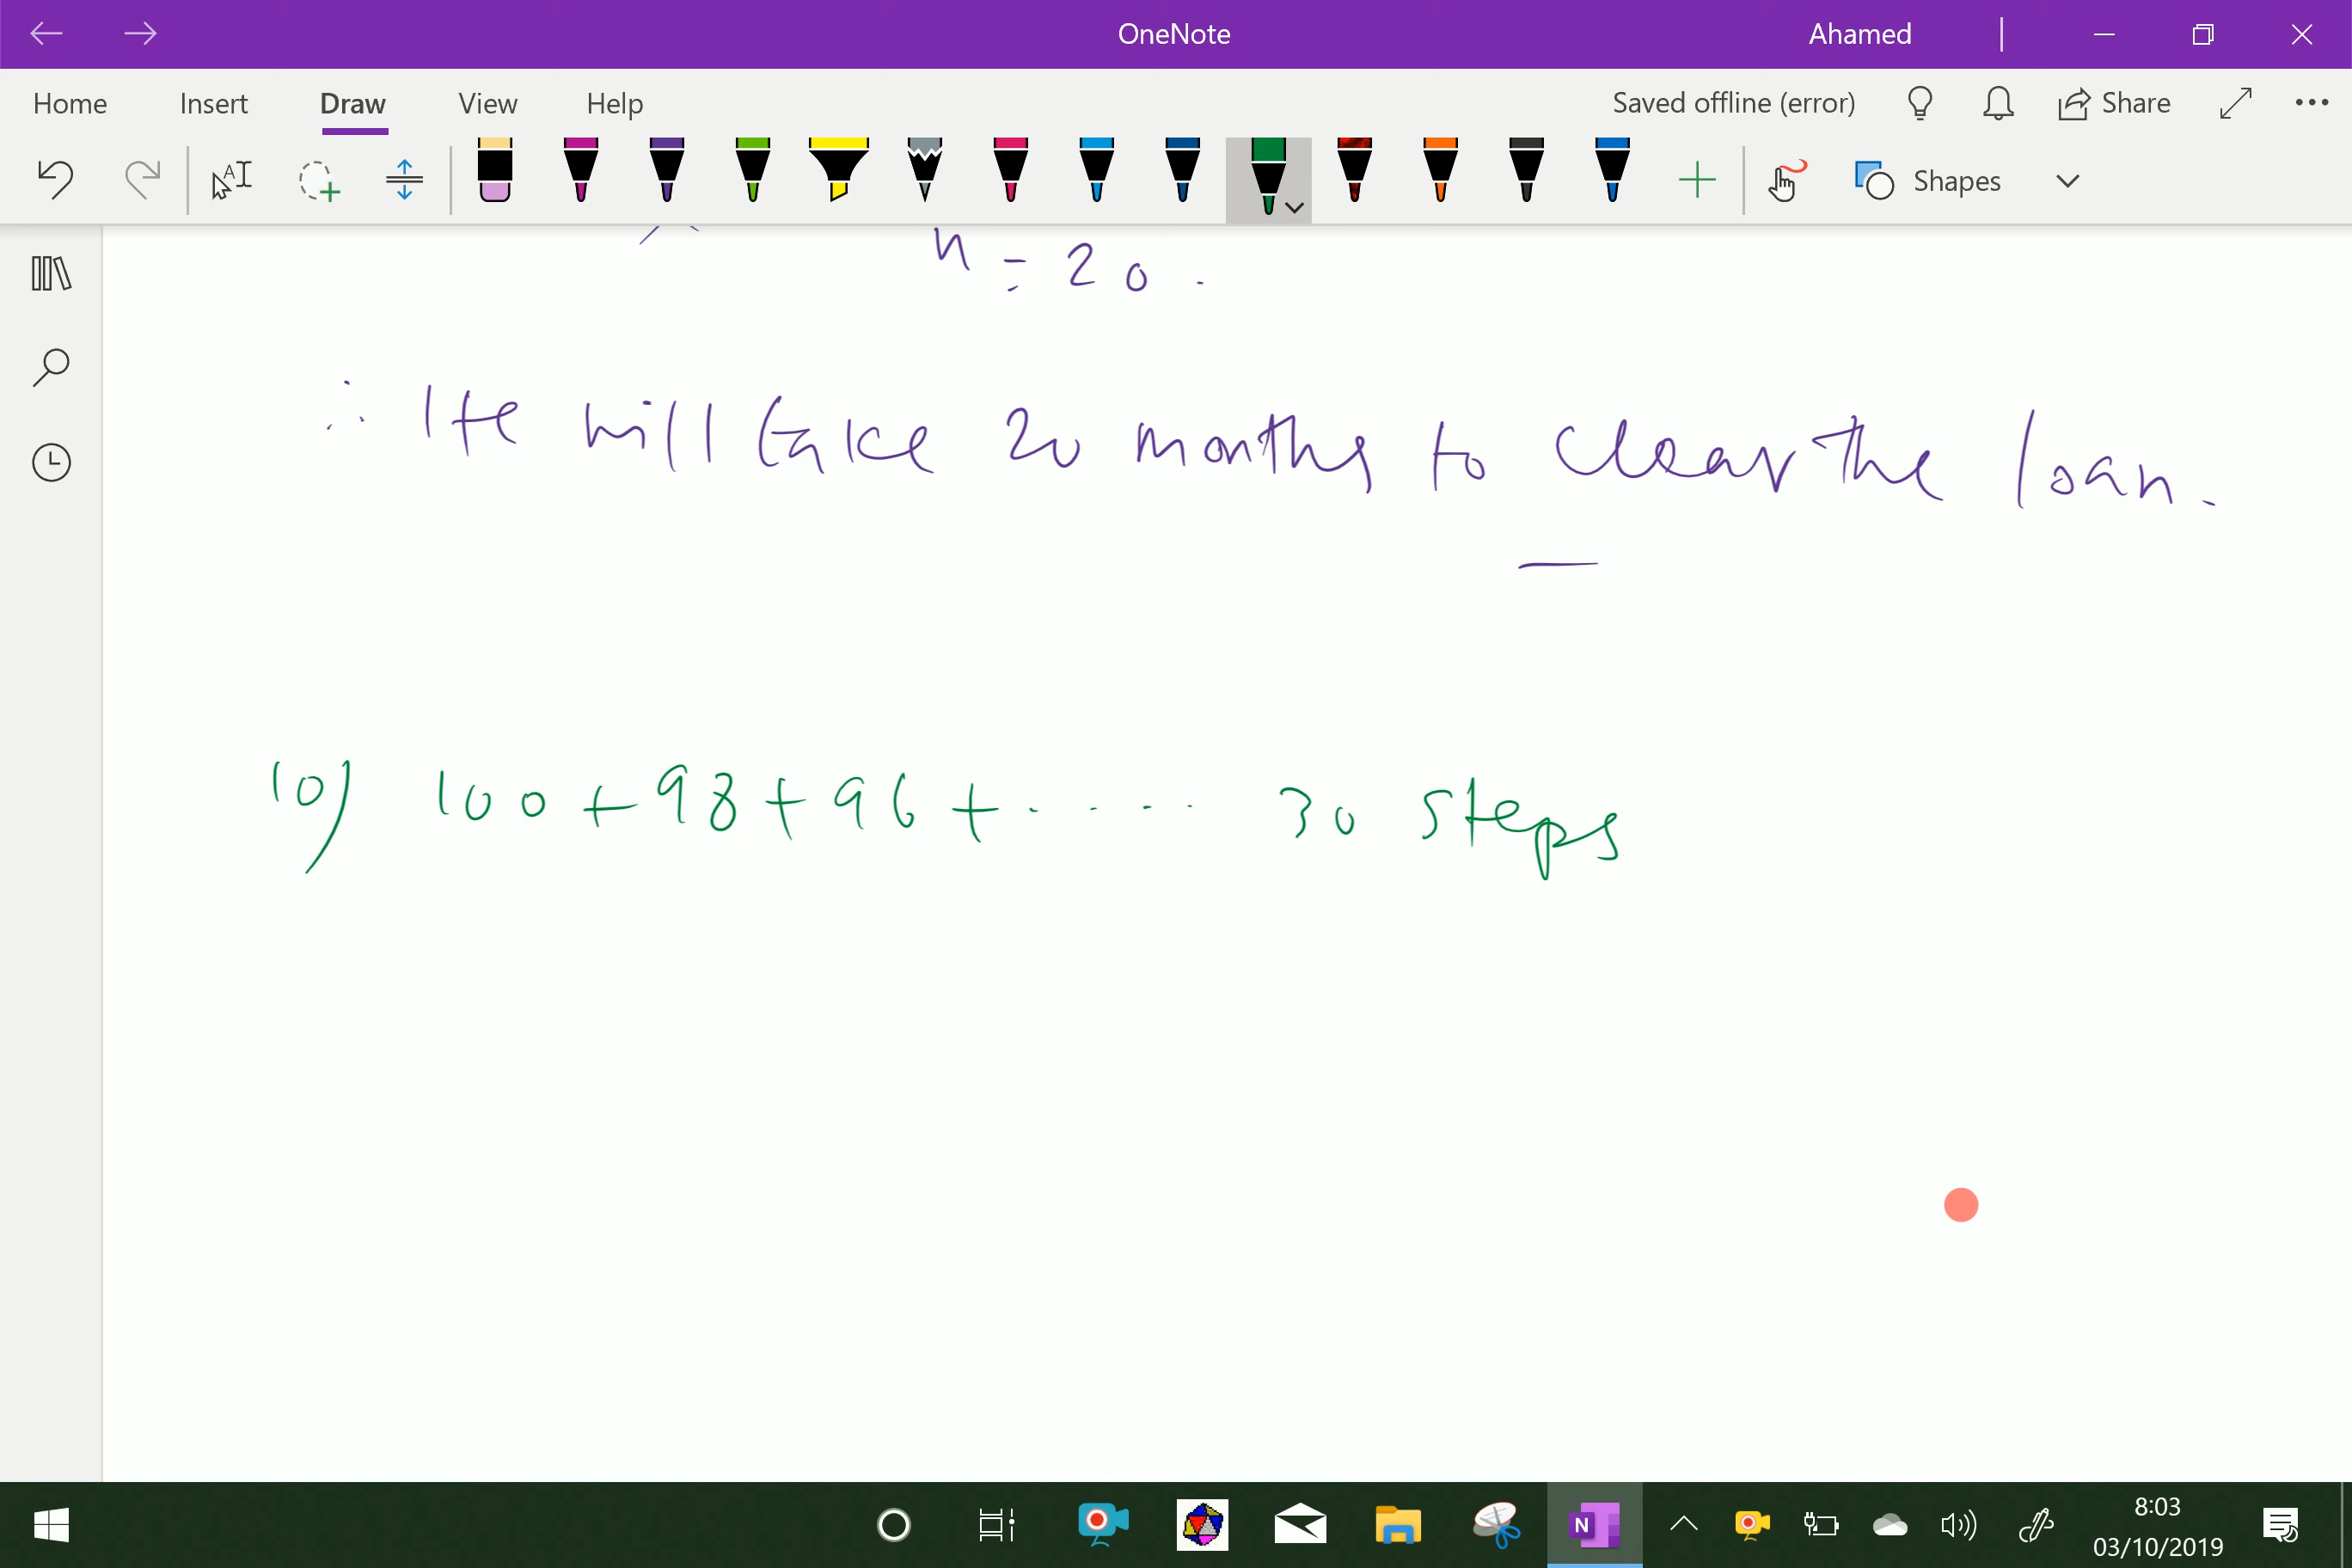 OneNote
Ahamed
Home Insert Draw View Help
Saved offline (error) Share
Shapes
n = 20.
∴ He will take 20 months to clear the loan.
10) 100 + 98 + 96 + ..... 30 steps
8:03
03/10/2019